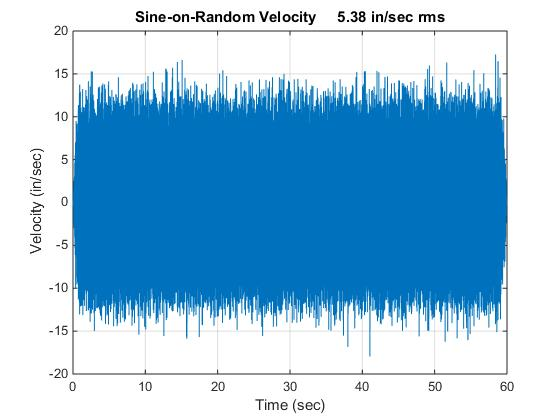 Sine-on-Random Velocity 5.38 in/sec rms
20
15
10
5
0
-5
-10
-15
-20
Velocity (in/sec)
0 10 20 30 40 50 60
Time (sec)